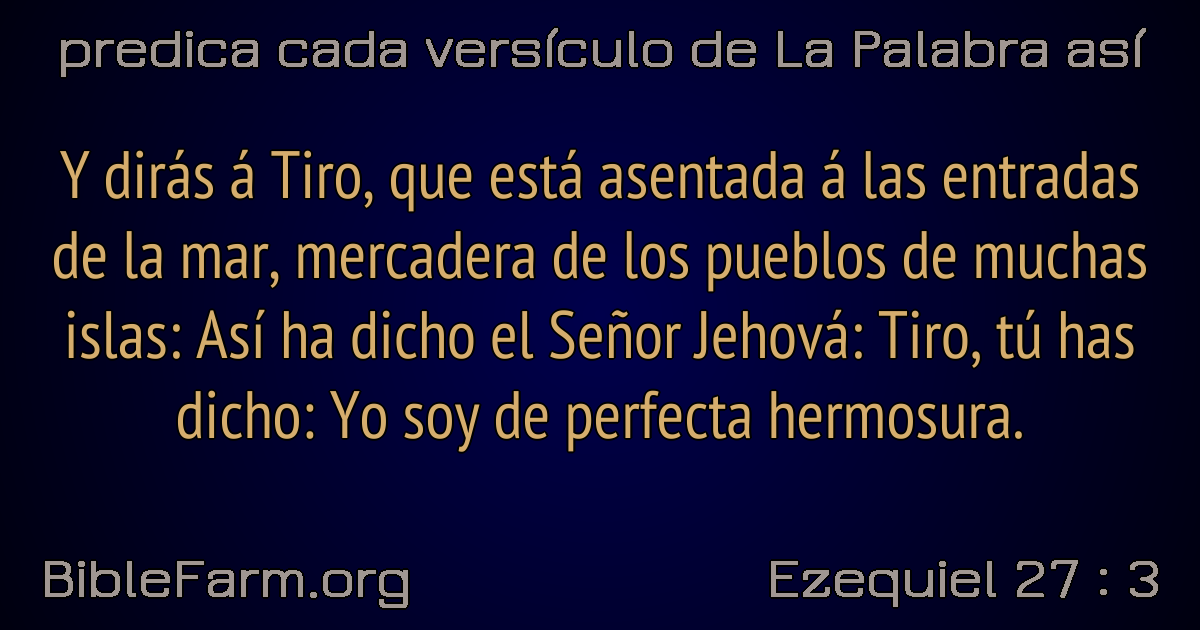 predica cada versículo de La Palabra así
Y dirás á Tiro, que está asentada á las entradas
de la mar, mercadera de los pueblos de muchas
islas: Así ha dicho el Señor Jehová: Tiro, tú has
dicho: Yo soy de perfecta hermosura.
BibleFarm.org
Ezequiel 27 : 3